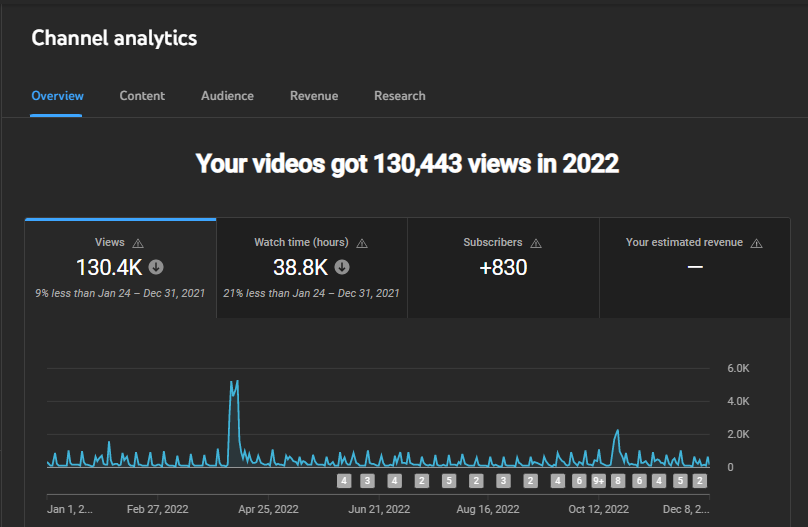 Channel analytics
Overview Content Audience Revenue Research
Your videos got 130,443 views in 2022
Views Watch time (hours) Subscribers Your estimated revenue
130.4K 38.8K +830 —
9% less than Jan 24 – Dec 31, 2021 21% less than Jan 24 – Dec 31, 2021
6.0K
4.0K
2.0K
0
4 3 4 2 5 2 3 2 4 6 9+ 8 6 4 5 2
Jan 1, 2... Feb 27, 2022 Apr 25, 2022 Jun 21, 2022 Aug 16, 2022 Oct 12, 2022 Dec 8, 2...